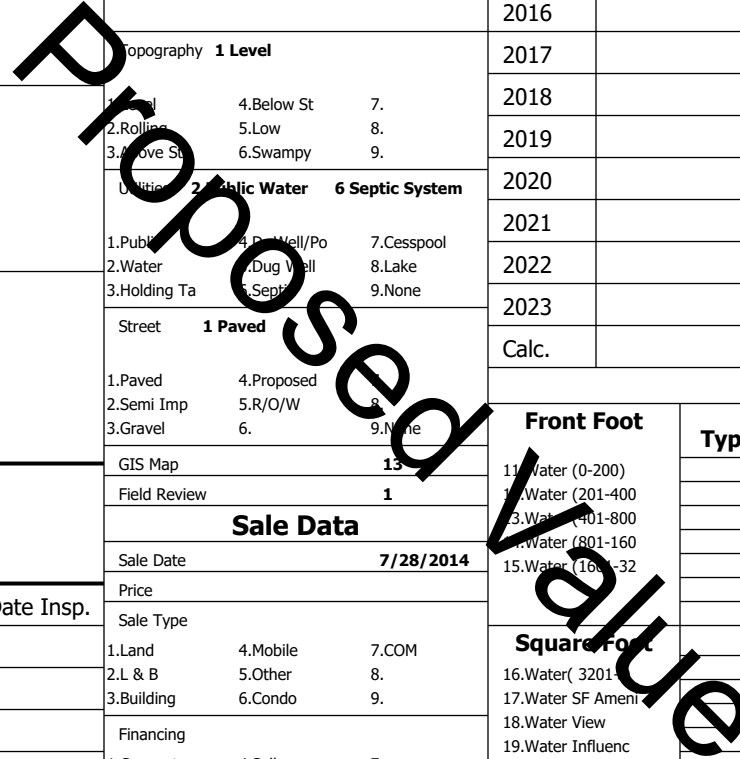 Topography 1 Level
4.Below St 7.
2.Rolling 5.Low 8.
3.Above St 6.Swampy 9.
Utilities 2 Public Water 6 Septic System
1.Public 4.Dr Well/Po 7.Cesspool
2.Water 5.Dug Well 8.Lake
3.Holding Ta 6.Septic 9.None
Street 1 Paved
1.Paved 4.Proposed
2.Semi Imp 5.R/O/W 8.
3.Gravel 6. 9.None
GIS Map 13
Field Review 1
Sale Data
Sale Date 7/28/2014
Price
Sale Type
1.Land 4.Mobile 7.COM
2.L & B 5.Other 8.
3.Building 6.Condo 9.
Financing
Date Insp.
2016
2017
2018
2019
2020
2021
2022
2023
Calc.
Front Foot
Typ
11.Water (0-200)
12.Water (201-400
13.Water (401-800
14.Water (801-160
15.Water (1601-32
Square Foot
16.Water( 3201-
17.Water SF Ameni
18.Water View
19.Water Influenc
Proposed Value